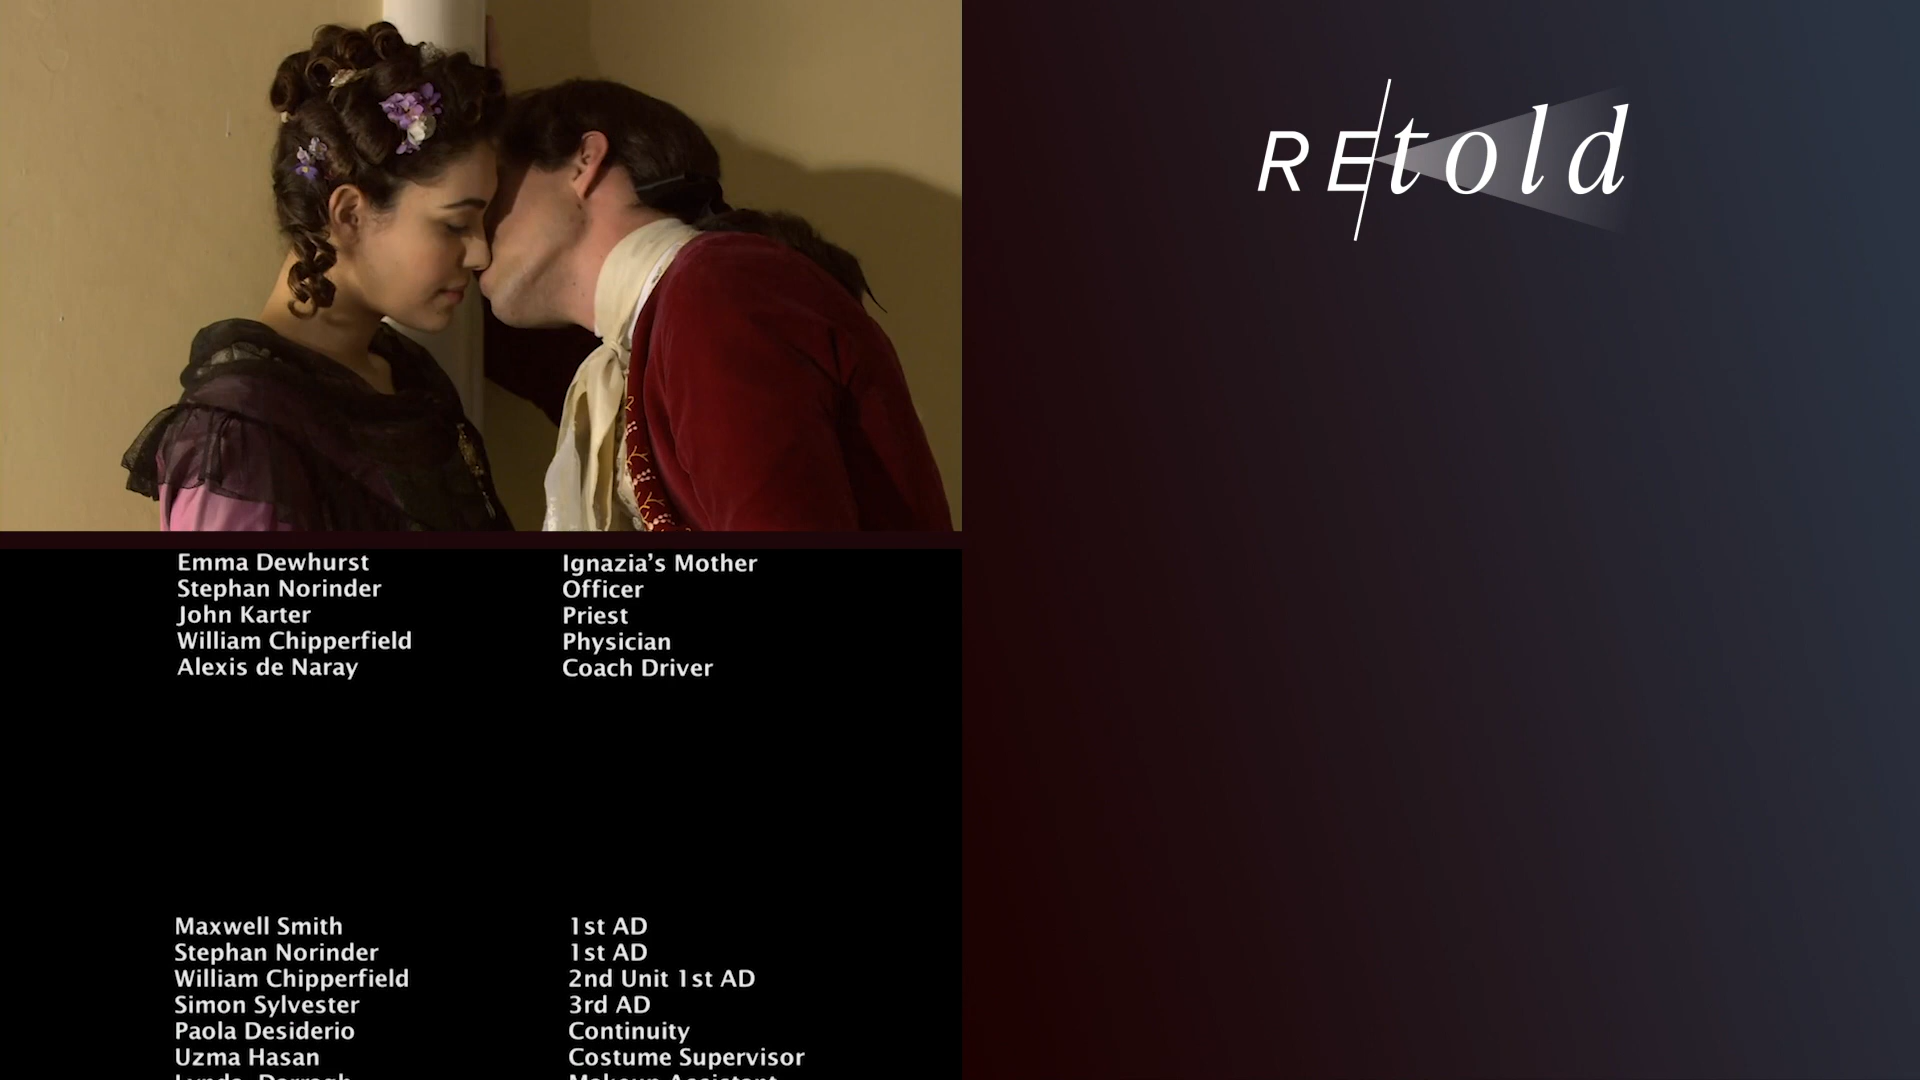 REtold
Emma Dewhurst Ignazia's Mother
Stephan Norinder Officer
John Karter Priest
William Chipperfield Physician
Alexis de Naray Coach Driver
Maxwell Smith 1st AD
Stephan Norinder 1st AD
William Chipperfield 2nd Unit 1st AD
Simon Sylvester 3rd AD
Paola Desiderio Continuity
Uzma Hasan Costume Supervisor